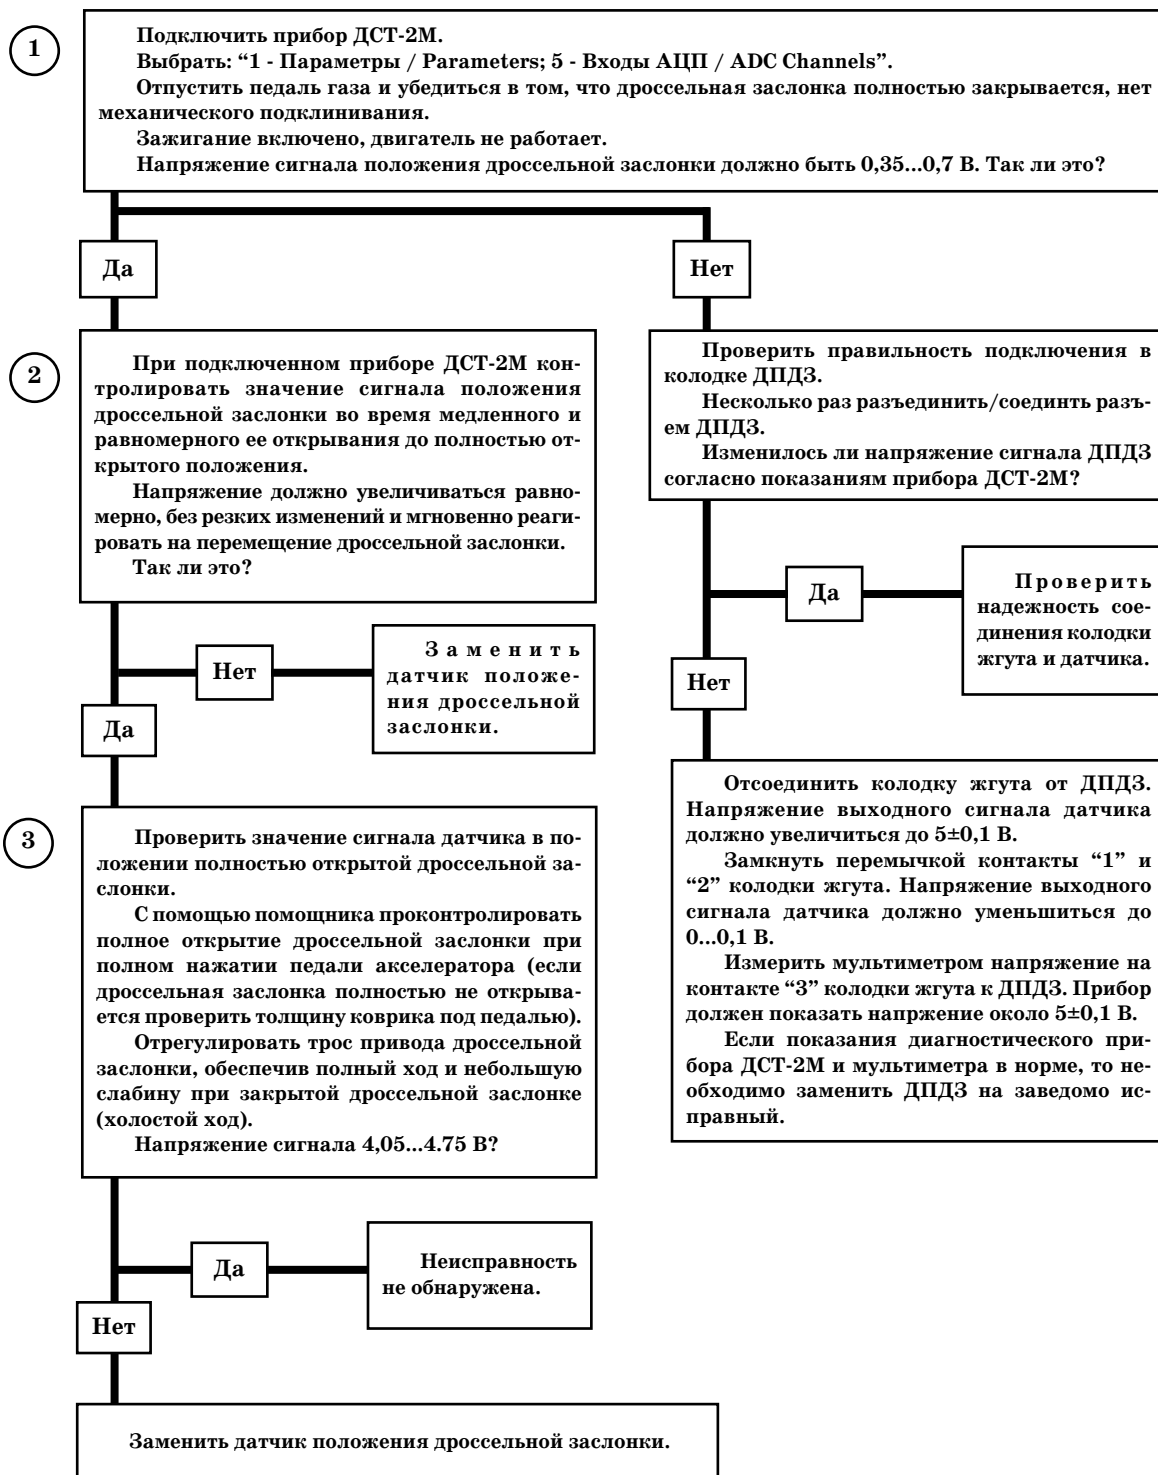 1
Подключить прибор ДСТ-2М.
Выбрать: “1 - Параметры / Parameters; 5 - Входы АЦП / ADC Channels”.
Отпустить педаль газа и убедиться в том, что дроссельная заслонка полностью закрывается, нет
механического подклинивания.
Зажигание включено, двигатель не работает.
Напряжение сигнала положения дроссельной заслонки должно быть 0,35...0,7 В. Так ли это?
Да
Нет
2
При подключенном приборе ДСТ-2М кон-
тролировать значение сигнала положения
дроссельной заслонки во время медленного и
равномерного ее открывания до полностью от-
крытого положения.
Напряжение должно увеличиваться равно-
мерно, без резких изменений и мгновенно реаги-
ровать на перемещение дроссельной заслонки.
Так ли это?
Проверить правильность подключения в
колодке ДПДЗ.
Несколько раз разъединить/соединть разъ-
ем ДПДЗ.
Изменилось ли напряжение сигнала ДПДЗ
согласно показаниям прибора ДСТ-2М?
Да
Проверить
надежность сое-
динения колодки
жгута и датчика.
Нет
Заменить
датчик положе-
ния дроссельной
заслонки.
Нет
Да
Отсоединить колодку жгута от ДПДЗ.
Напряжение выходного сигнала датчика
должно увеличиться до 5±0,1 В.
Замкнуть перемычкой контакты “1” и
“2” колодки жгута. Напряжение выходного
сигнала датчика должно уменьшиться до
0...0,1 В.
Измерить мультиметром напряжение на
контакте “3” колодки жгута к ДПДЗ. Прибор
должен показать напржение около 5±0,1 В.
Если показания диагностического при-
бора ДСТ-2М и мультиметра в норме, то не-
обходимо заменить ДПДЗ на заведомо ис-
правный.
3
Проверить значение сигнала датчика в по-
ложении полностью открытой дроссельной за-
слонки.
С помощью помощника проконтролировать
полное открытие дроссельной заслонки при
полном нажатии педали акселератора (если
дроссельная заслонка полностью не открыва-
ется проверить толщину коврика под педалью).
Отрегулировать трос привода дроссельной
заслонки, обеспечив полный ход и небольшую
слабину при закрытой дроссельной заслонке
(холостой ход).
Напряжение сигнала 4,05...4.75 В?
Да
Неисправность
не обнаружена.
Нет
Заменить датчик положения дроссельной заслонки.